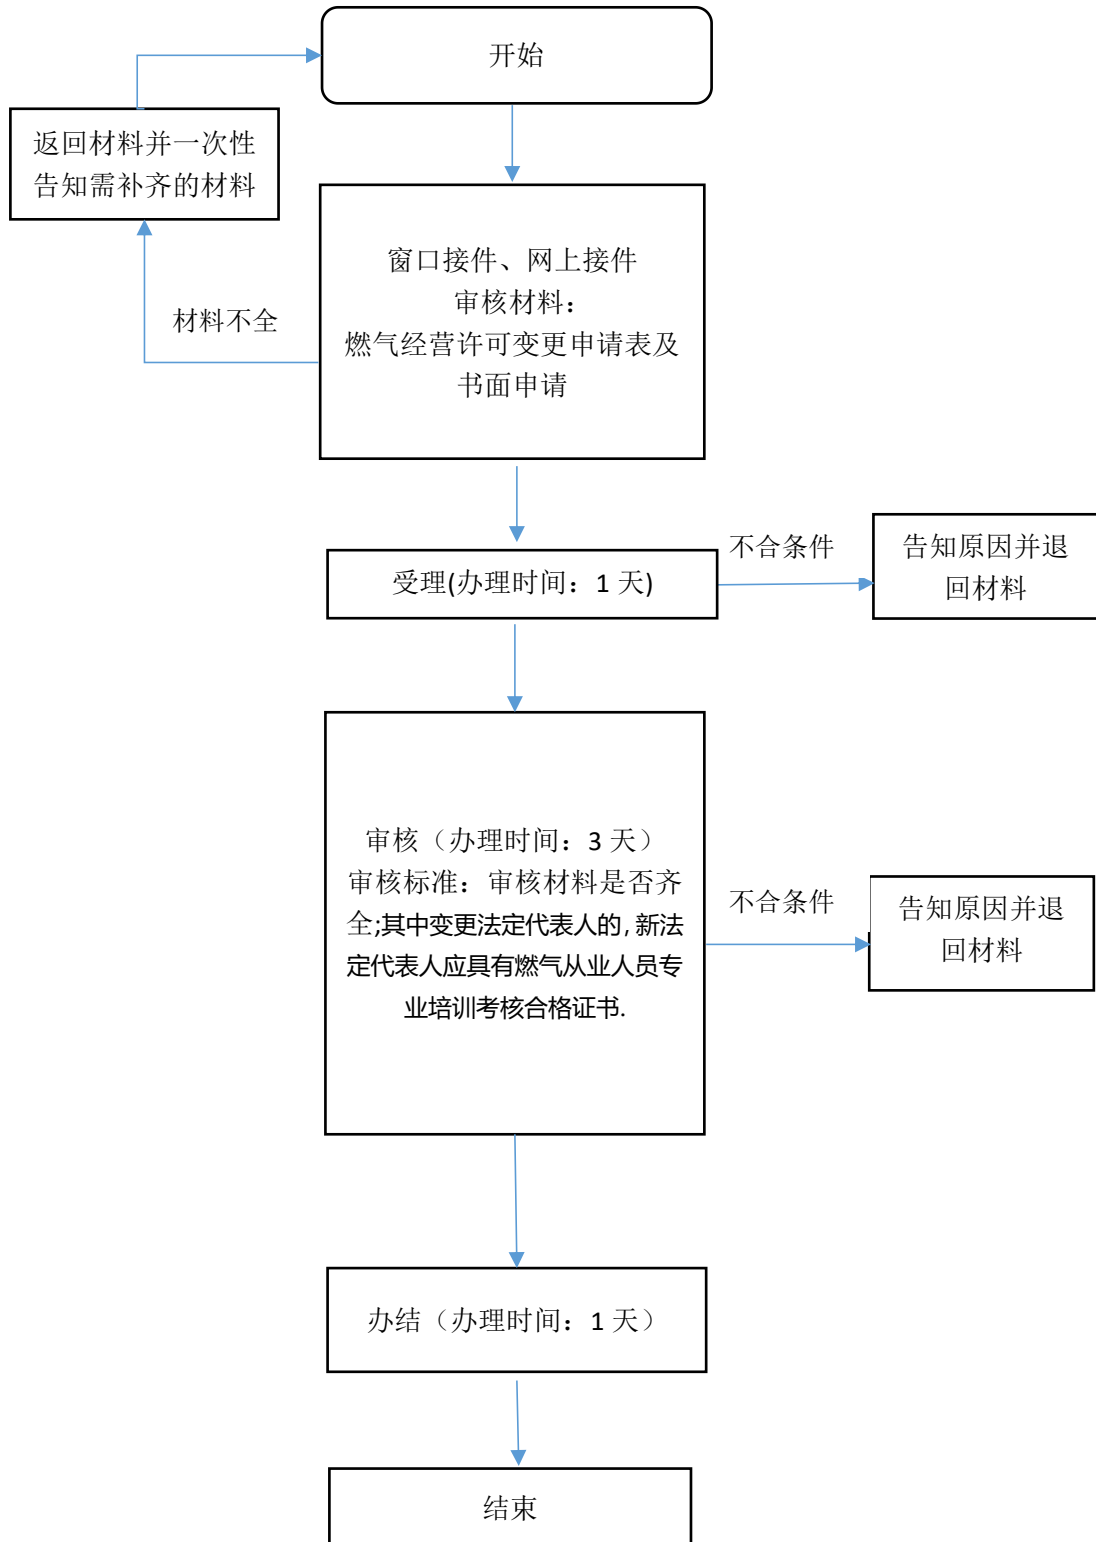 开始
返回材料并一次性
告知需补齐的材料
窗口接件、网上接件
审核材料：
燃气经营许可变更申请表及
书面申请
材料不全
受理(办理时间：1 天)
不合条件
告知原因并退
回材料
审核（办理时间：3 天）
审核标准：审核材料是否齐
全;其中变更法定代表人的,新法
定代表人应具有燃气从业人员专
业培训考核合格证书.
不合条件
告知原因并退
回材料
办结（办理时间：1 天）
结束